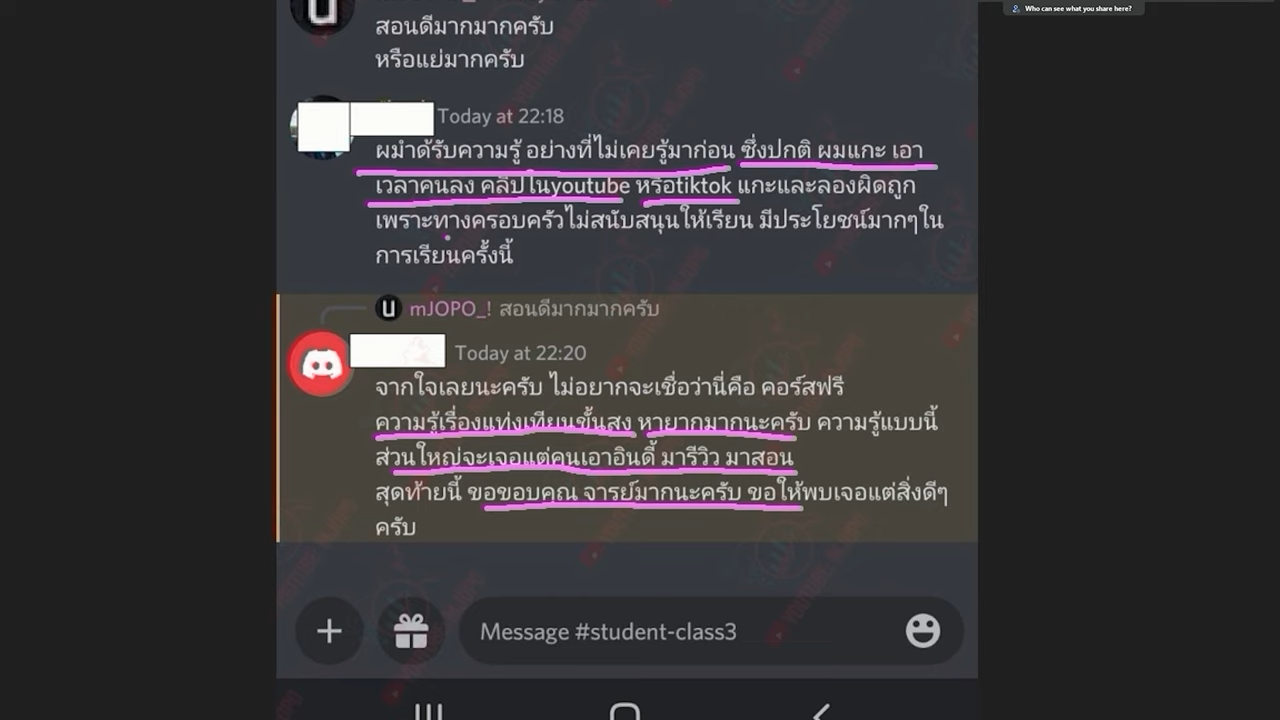 Who can see what you share here?
สอนดีมากมากครับ
หรือแย่มากครับ
Today at 22:18
ผมำด้รับความรู้ อย่างที่ไม่เคยรู้มาก่อน ซึ่งปกติ ผมแกะ เอา
เวลาคนลง คลิปในyoutube หรือtiktok แกะและลองผิดถูก
เพราะทางครอบครัวไม่สนับสนุนให้เรียน มีประโยชน์มากๆใน
การเรียนครั้งนี้
mJOPO_! สอนดีมากมากครับ
Today at 22:20
จากใจเลยนะครับ ไม่อยากจะเชื่อว่านี่คือ คอร์สฟรี
ความรู้เรื่องแท่งเทียนขั้นสูง หายากมากนะครับ ความรู้แบบนี้
ส่วนใหญ่จะเจอแต่คนเอาอินดี้ มารีวิว มาสอน
สุดท้ายนี้ ขอขอบคุณ จารย์มากนะครับ ขอให้พบเจอแต่สิ่งดีๆ
ครับ
Message #student-class3